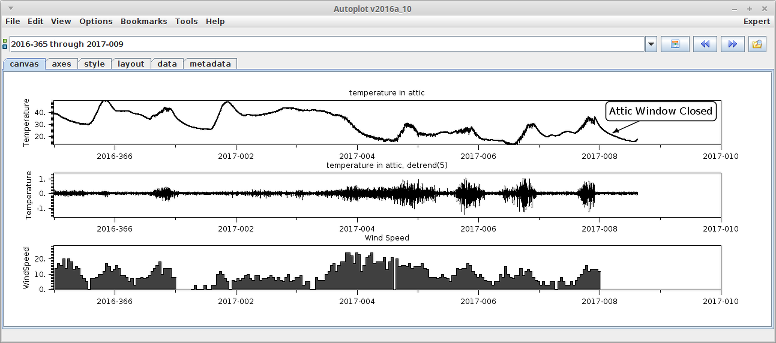 Autoplot v2016a_10
File Edit View Options Bookmarks Tools Help Expert
2016-365 through 2017-009
canvas axes style layout data metadata
temperature in attic
Temperature
40.
30.
20.
Attic Window Closed
2016-366 2017-002 2017-004 2017-006 2017-008 2017-010
temperature in attic, detrend(5)
Temperature
1.
0.
-1.
2016-366 2017-002 2017-004 2017-006 2017-008 2017-010
Wind Speed
WindSpeed
20.
10.
0.
2016-366 2017-002 2017-004 2017-006 2017-008 2017-010